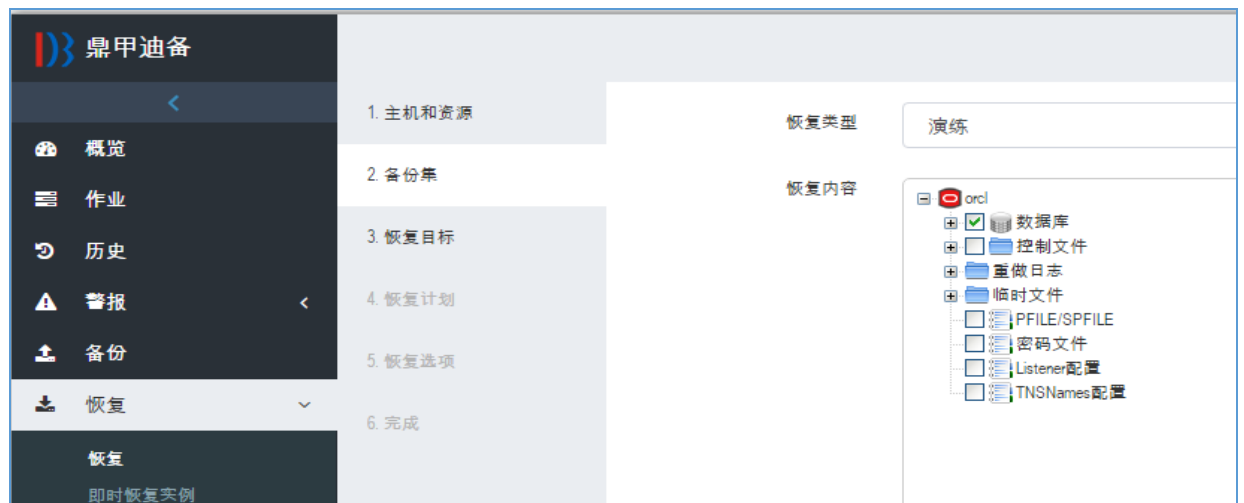 鼎甲迪备
概览
作业
历史
警报
备份
恢复
恢复
即时恢复实例
1. 主机和资源
2. 备份集
3. 恢复目标
4. 恢复计划
5. 恢复选项
6. 完成
恢复类型
演练
恢复内容
orcl
数据库
控制文件
重做日志
临时文件
PFILE/SPFILE
密码文件
Listener配置
TNSNames配置